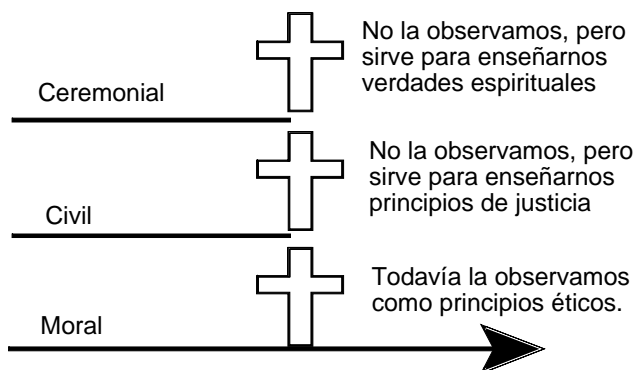 No la observamos, pero
sirve para enseñarnos
verdades espirituales
Ceremonial
No la observamos, pero
sirve para enseñarnos
principios de justicia
Civil
Todavía la observamos
como principios éticos.
Moral